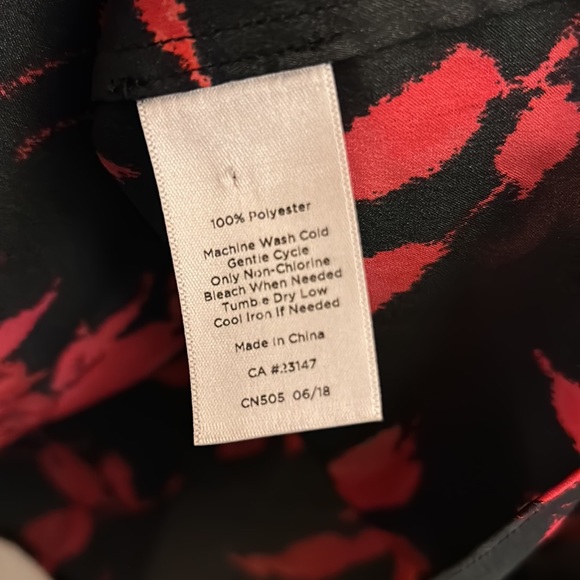 100% Polyester
Machine Wash Cold
Gentle Cycle
Only Non-Chlorine
Bleach When Needed
Tumble Dry Low
Cool Iron If Needed
Made in China
CA #23147
CN505 06/18